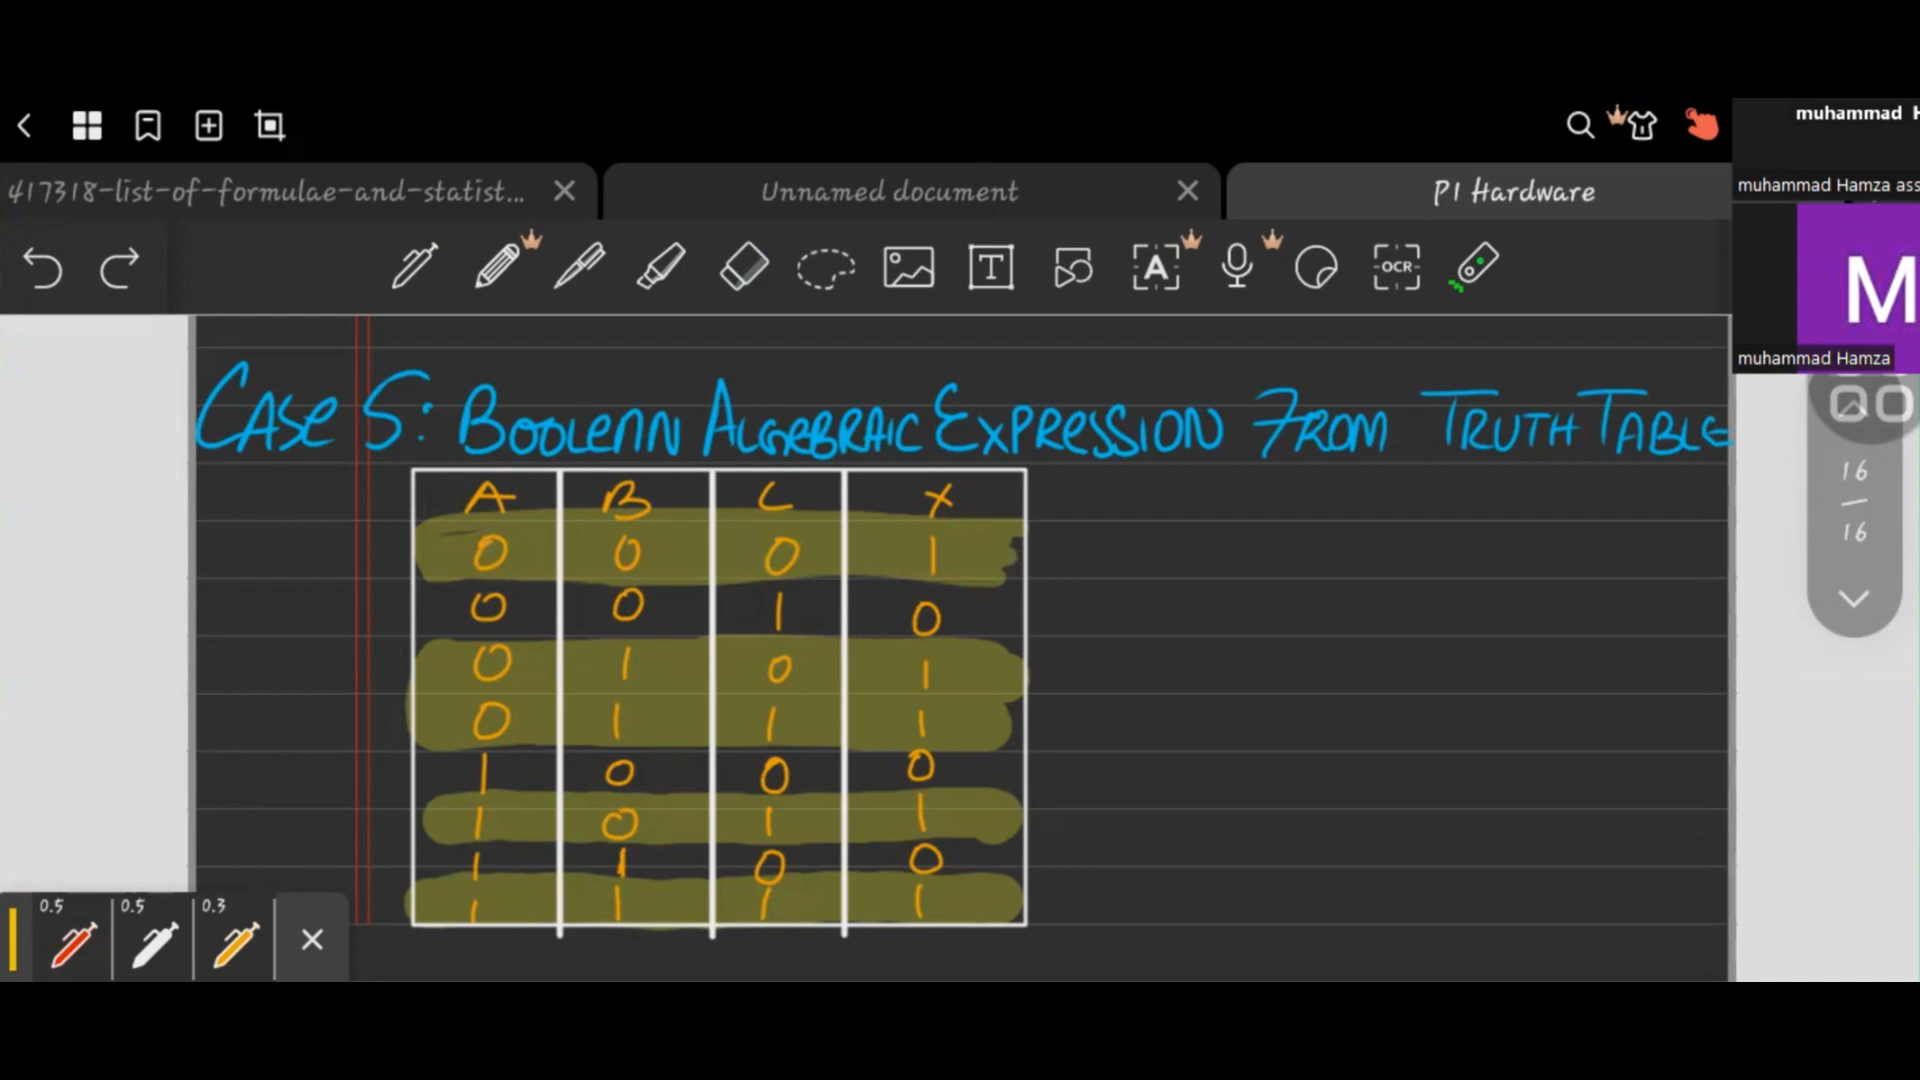 muhammad H
muhammad Hamza ass
417318-list-of-formulae-and-statist...
Unnamed document
P1 Hardware
T
A
OCR
M
muhammad Hamza
CASE 5: BOOLEAN ALGEBRAIC EXPRESSION FROM TRUTH TABLE
16
16
A B C X
0 0 0 1
0 0 1 0
0 1 0 1
0 1 1 1
1 0 0 0
1 0 1 1
1 1 0 0
1 1 1 1
0.5 0.5 0.3